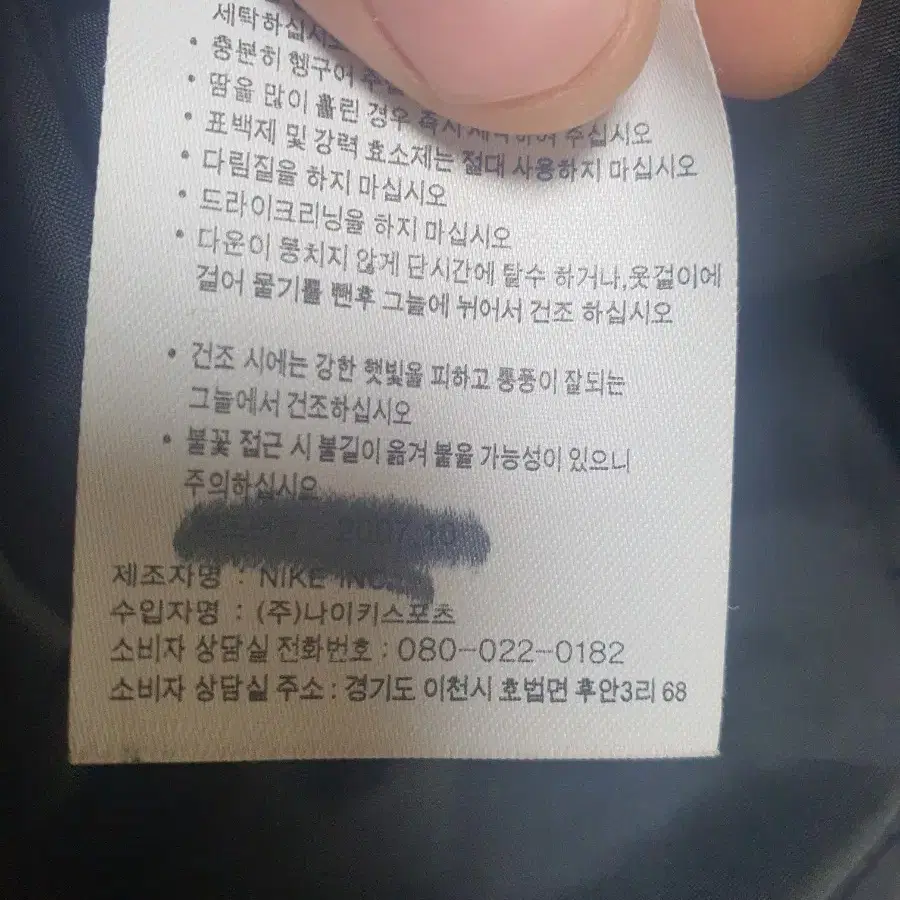 세탁하십시오
• 충분히 헹구어 주십
• 땀을 많이 흘린 경우 즉시 세탁하여 주십시오
• 표백제 및 강력 효소제는 절대 사용하지 마십시오
• 다림질을 하지 마십시오
• 드라이크리닝을 하지 마십시오
• 다운이 뭉치지 않게 단시간에 탈수 하거나,옷걸이에
걸어 물기를 뺀후 그늘에 뉘어서 건조 하십시오
• 건조 시에는 강한 햇빛을 피하고 통풍이 잘되는
그늘에서 건조하십시오
• 불꽃 접근 시 불길이 옮겨 붙을 가능성이 있으니
주의하십시오
2007.10
제조자명 : NIKE INC
수입자명 : (주)나이키스포츠
소비자 상담실 전화번호 : 080-022-0182
소비자 상담실 주소 : 경기도 이천시 호법면 후안3리 68